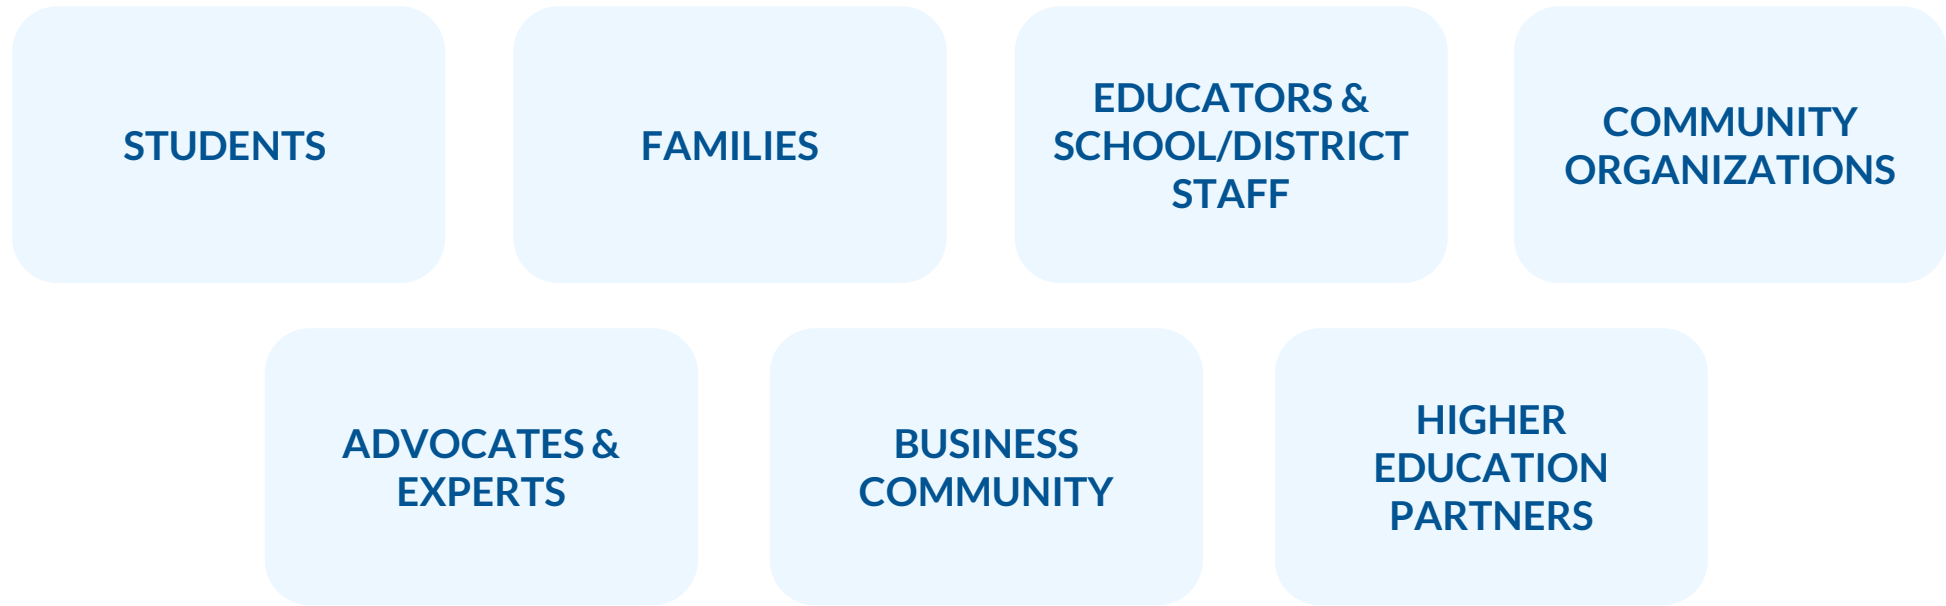 STUDENTS
FAMILIES
EDUCATORS &
SCHOOL/DISTRICT
STAFF
COMMUNITY
ORGANIZATIONS
ADVOCATES &
EXPERTS
BUSINESS
COMMUNITY
HIGHER
EDUCATION
PARTNERS